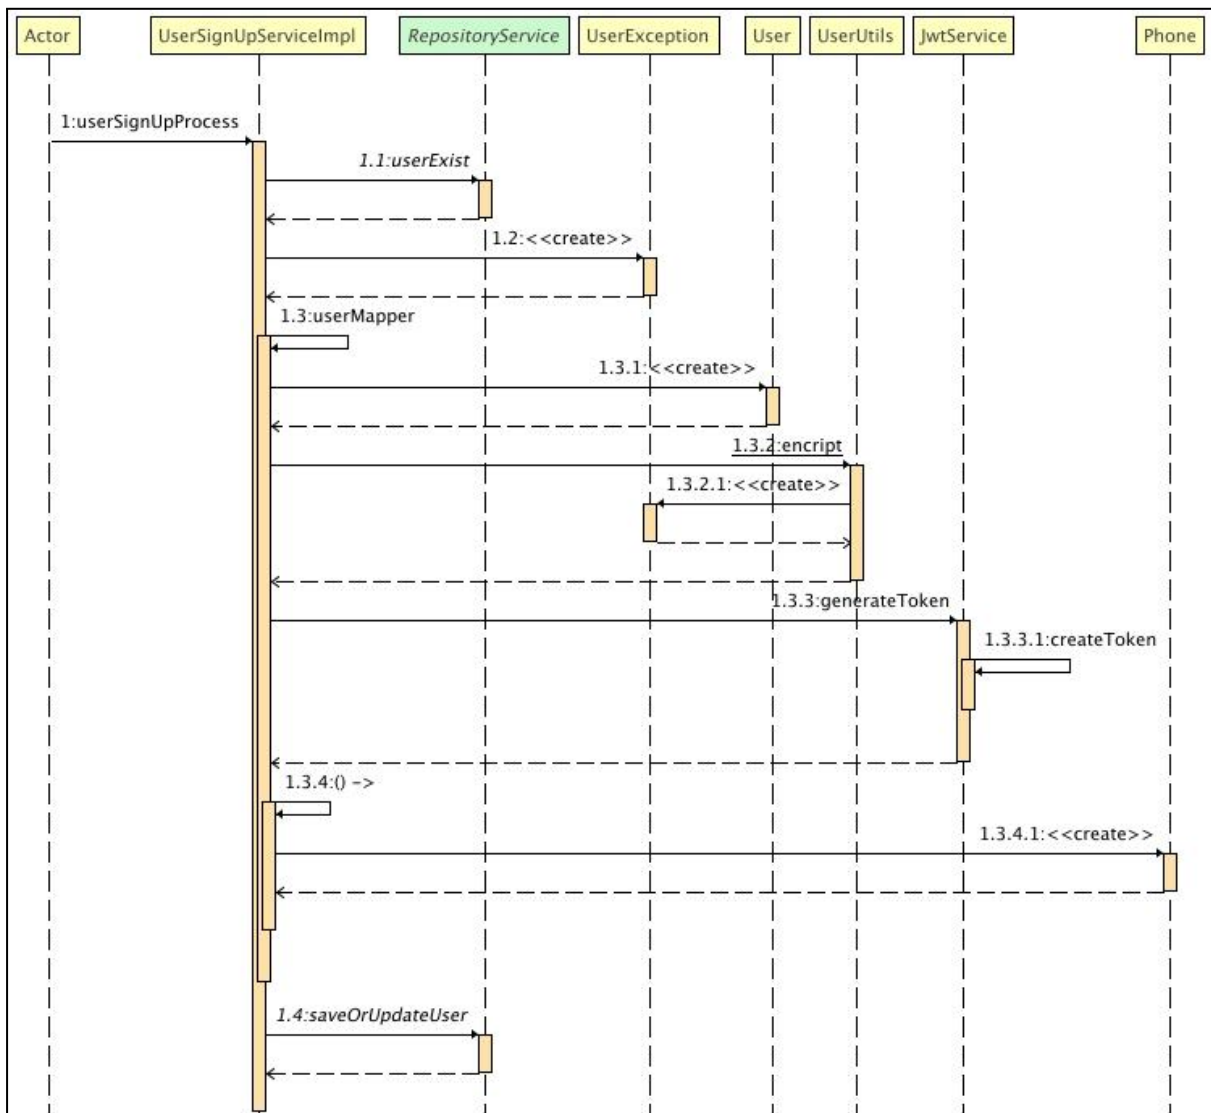 Actor
UserSignUpServiceImpl
RepositoryService
UserException
User
UserUtils
JwtService
Phone
1:userSignUpProcess
1.1:userExist
1.2:<<create>>
1.3:userMapper
1.3.1:<<create>>
1.3.2:encript
1.3.2.1:<<create>>
1.3.3:generateToken
1.3.3.1:createToken
1.3.4:() ->
1.3.4.1:<<create>>
1.4:saveOrUpdateUser